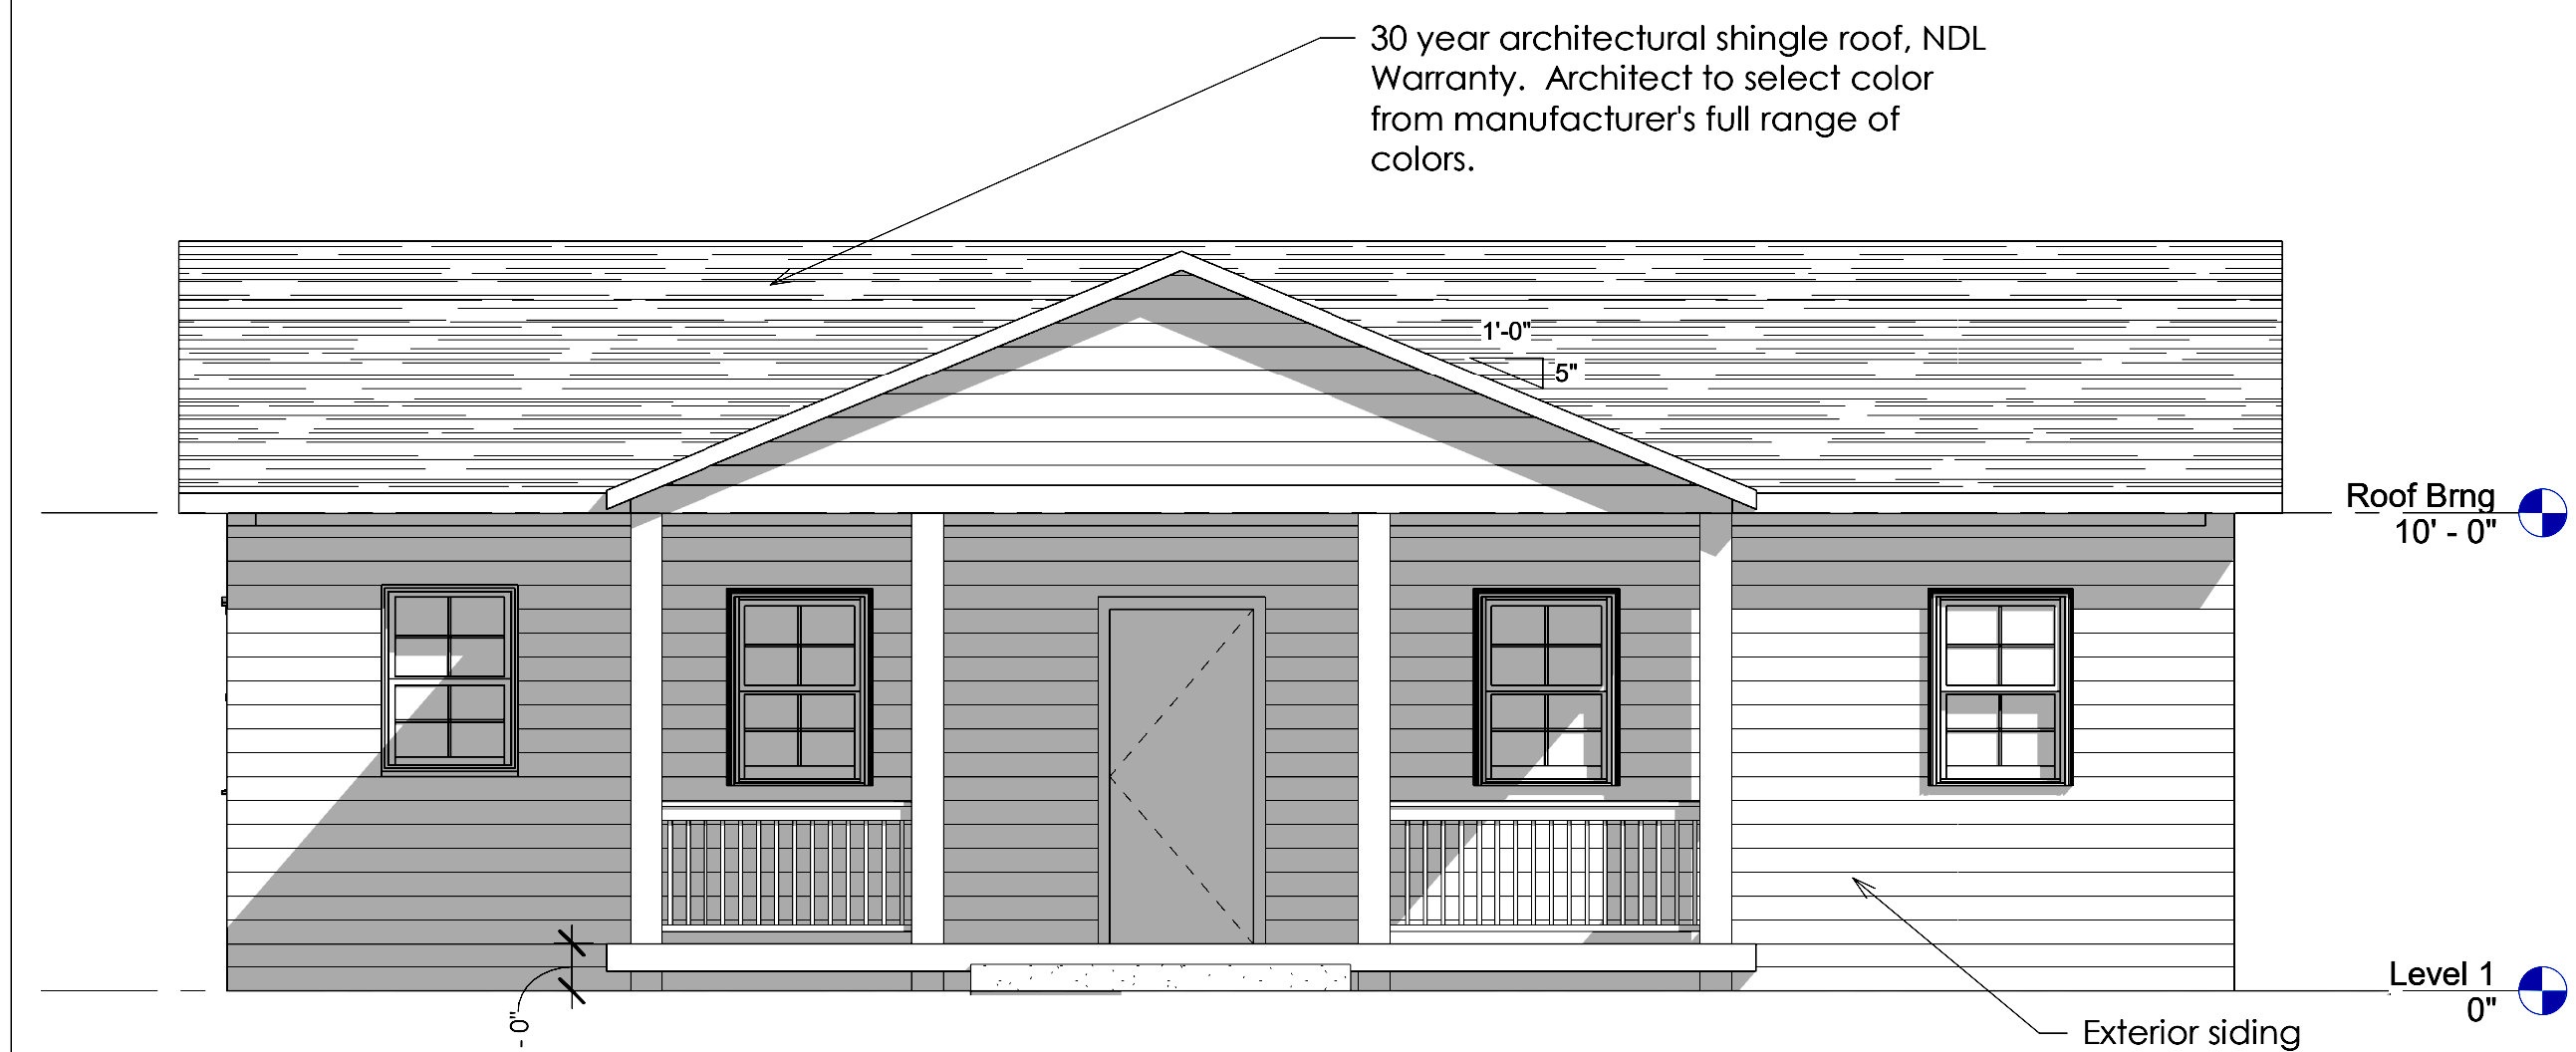 30 year architectural shingle roof, NDL
Warranty.  Architect to select color
from manufacturer's full range of
colors.
1'-0"
5"
Roof Brng
10' - 0"
Level 1
0"
- 0"
Exterior siding